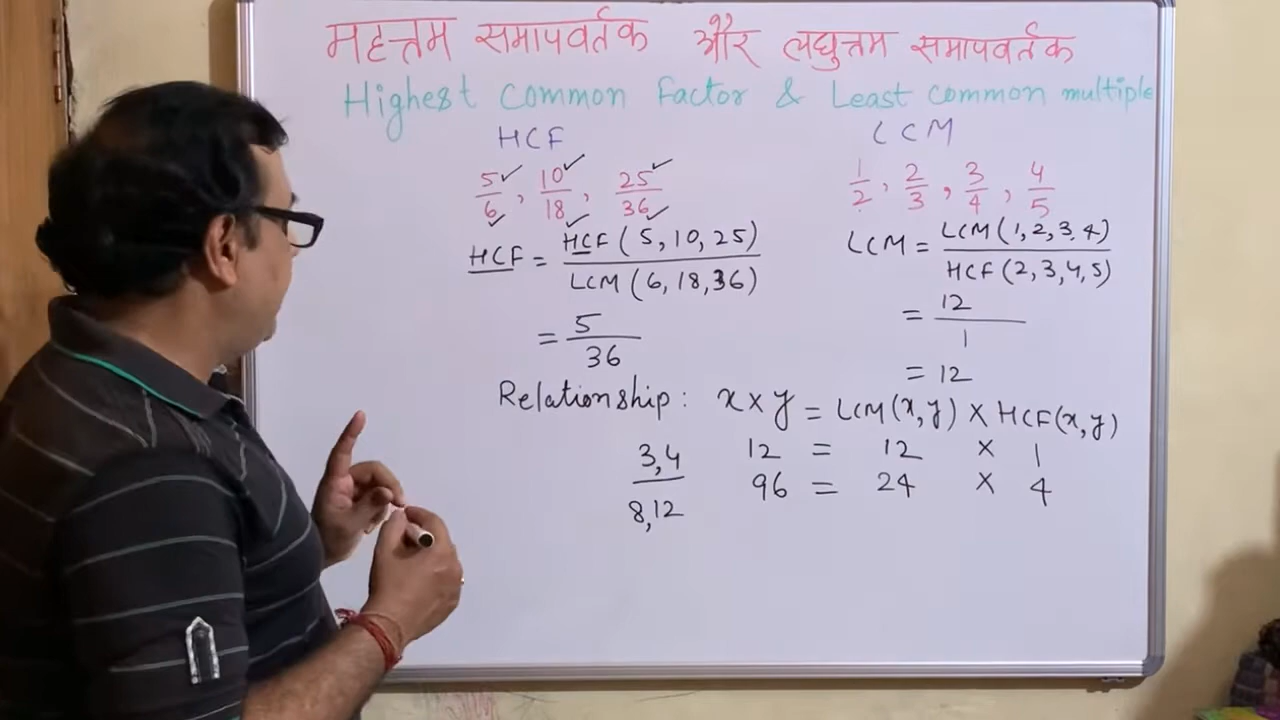 महत्तम समापवर्तक और लघुत्तम समापवर्तक
Highest Common Factor & Least common multiple
HCF
5/6 ✓, 10/18 ✓, 25/36 ✓
HCF = HCF (5, 10, 25) / LCM (6, 18, 36)
= 5/36
LCM
1/2, 2/3, 3/4, 4/5
LCM = LCM (1, 2, 3, 4) / HCF (2, 3, 4, 5)
= 12/1
= 12
Relationship: x × y = LCM(x, y) × HCF(x, y)
3,4 12 = 12 × 1
8,12 96 = 24 × 4